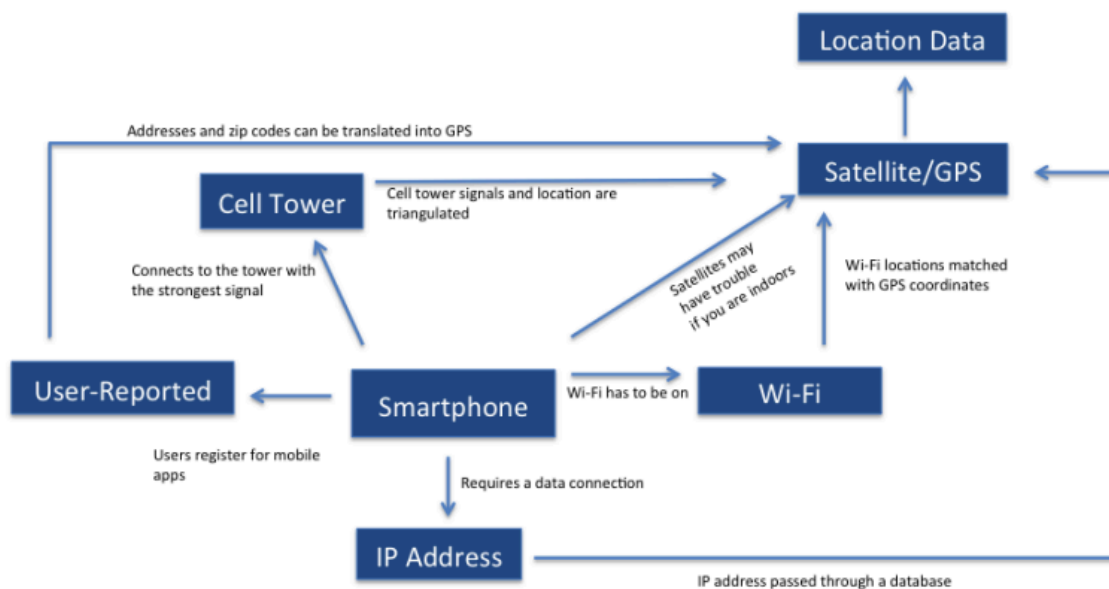 Location Data
Addresses and zip codes can be translated into GPS
Satellite/GPS
Cell Tower
Cell tower signals and location are
triangulated
Connects to the tower with
the strongest signal
Satellites may
have trouble
if you are indoors
Wi-Fi locations matched
with GPS coordinates
User-Reported
Smartphone
Wi-Fi has to be on
Wi-Fi
Users register for mobile
apps
Requires a data connection
IP Address
IP address passed through a database